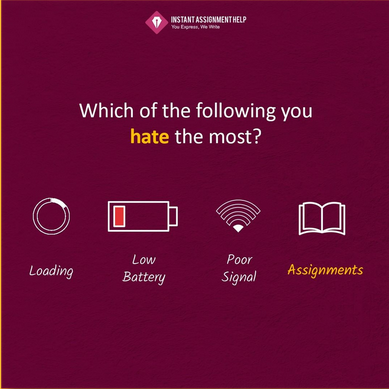 INSTANT ASSIGNMENT HELP
You Express, We Write
Which of the following you
hate the most?
Loading
Low
Battery
Poor
Signal
Assignments